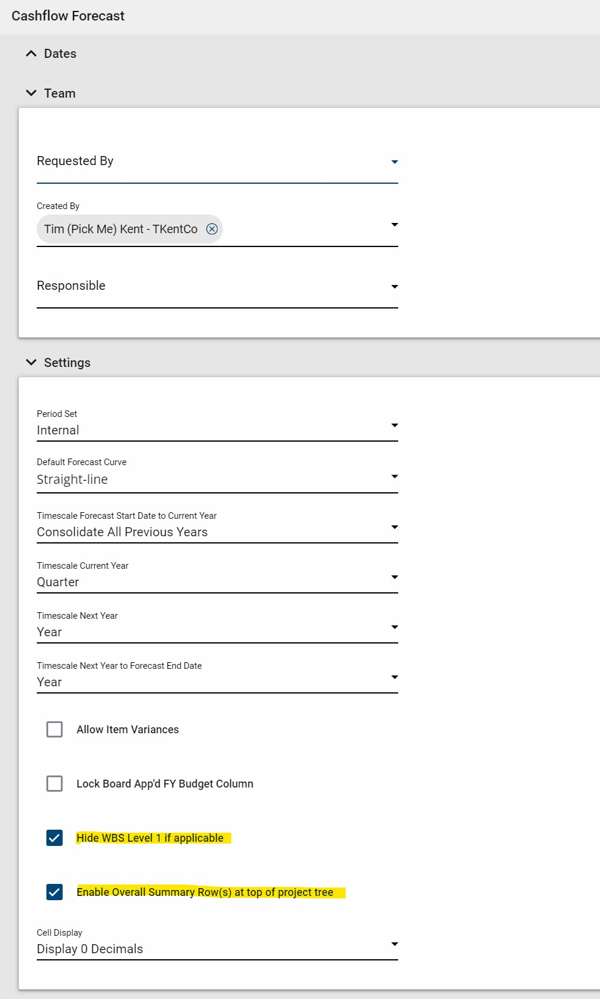 Cashflow Forecast
Dates
Team
Requested By
Created By
Tim (Pick Me) Kent - TKentCo
Responsible
Settings
Period Set
Internal
Default Forecast Curve
Straight-line
Timescale Forecast Start Date to Current Year
Consolidate All Previous Years
Timescale Current Year
Quarter
Timescale Next Year
Year
Timescale Next Year to Forecast End Date
Year
Allow Item Variances
Lock Board App'd FY Budget Column
Hide WBS Level 1 if applicable
Enable Overall Summary Row(s) at top of project tree
Cell Display
Display 0 Decimals